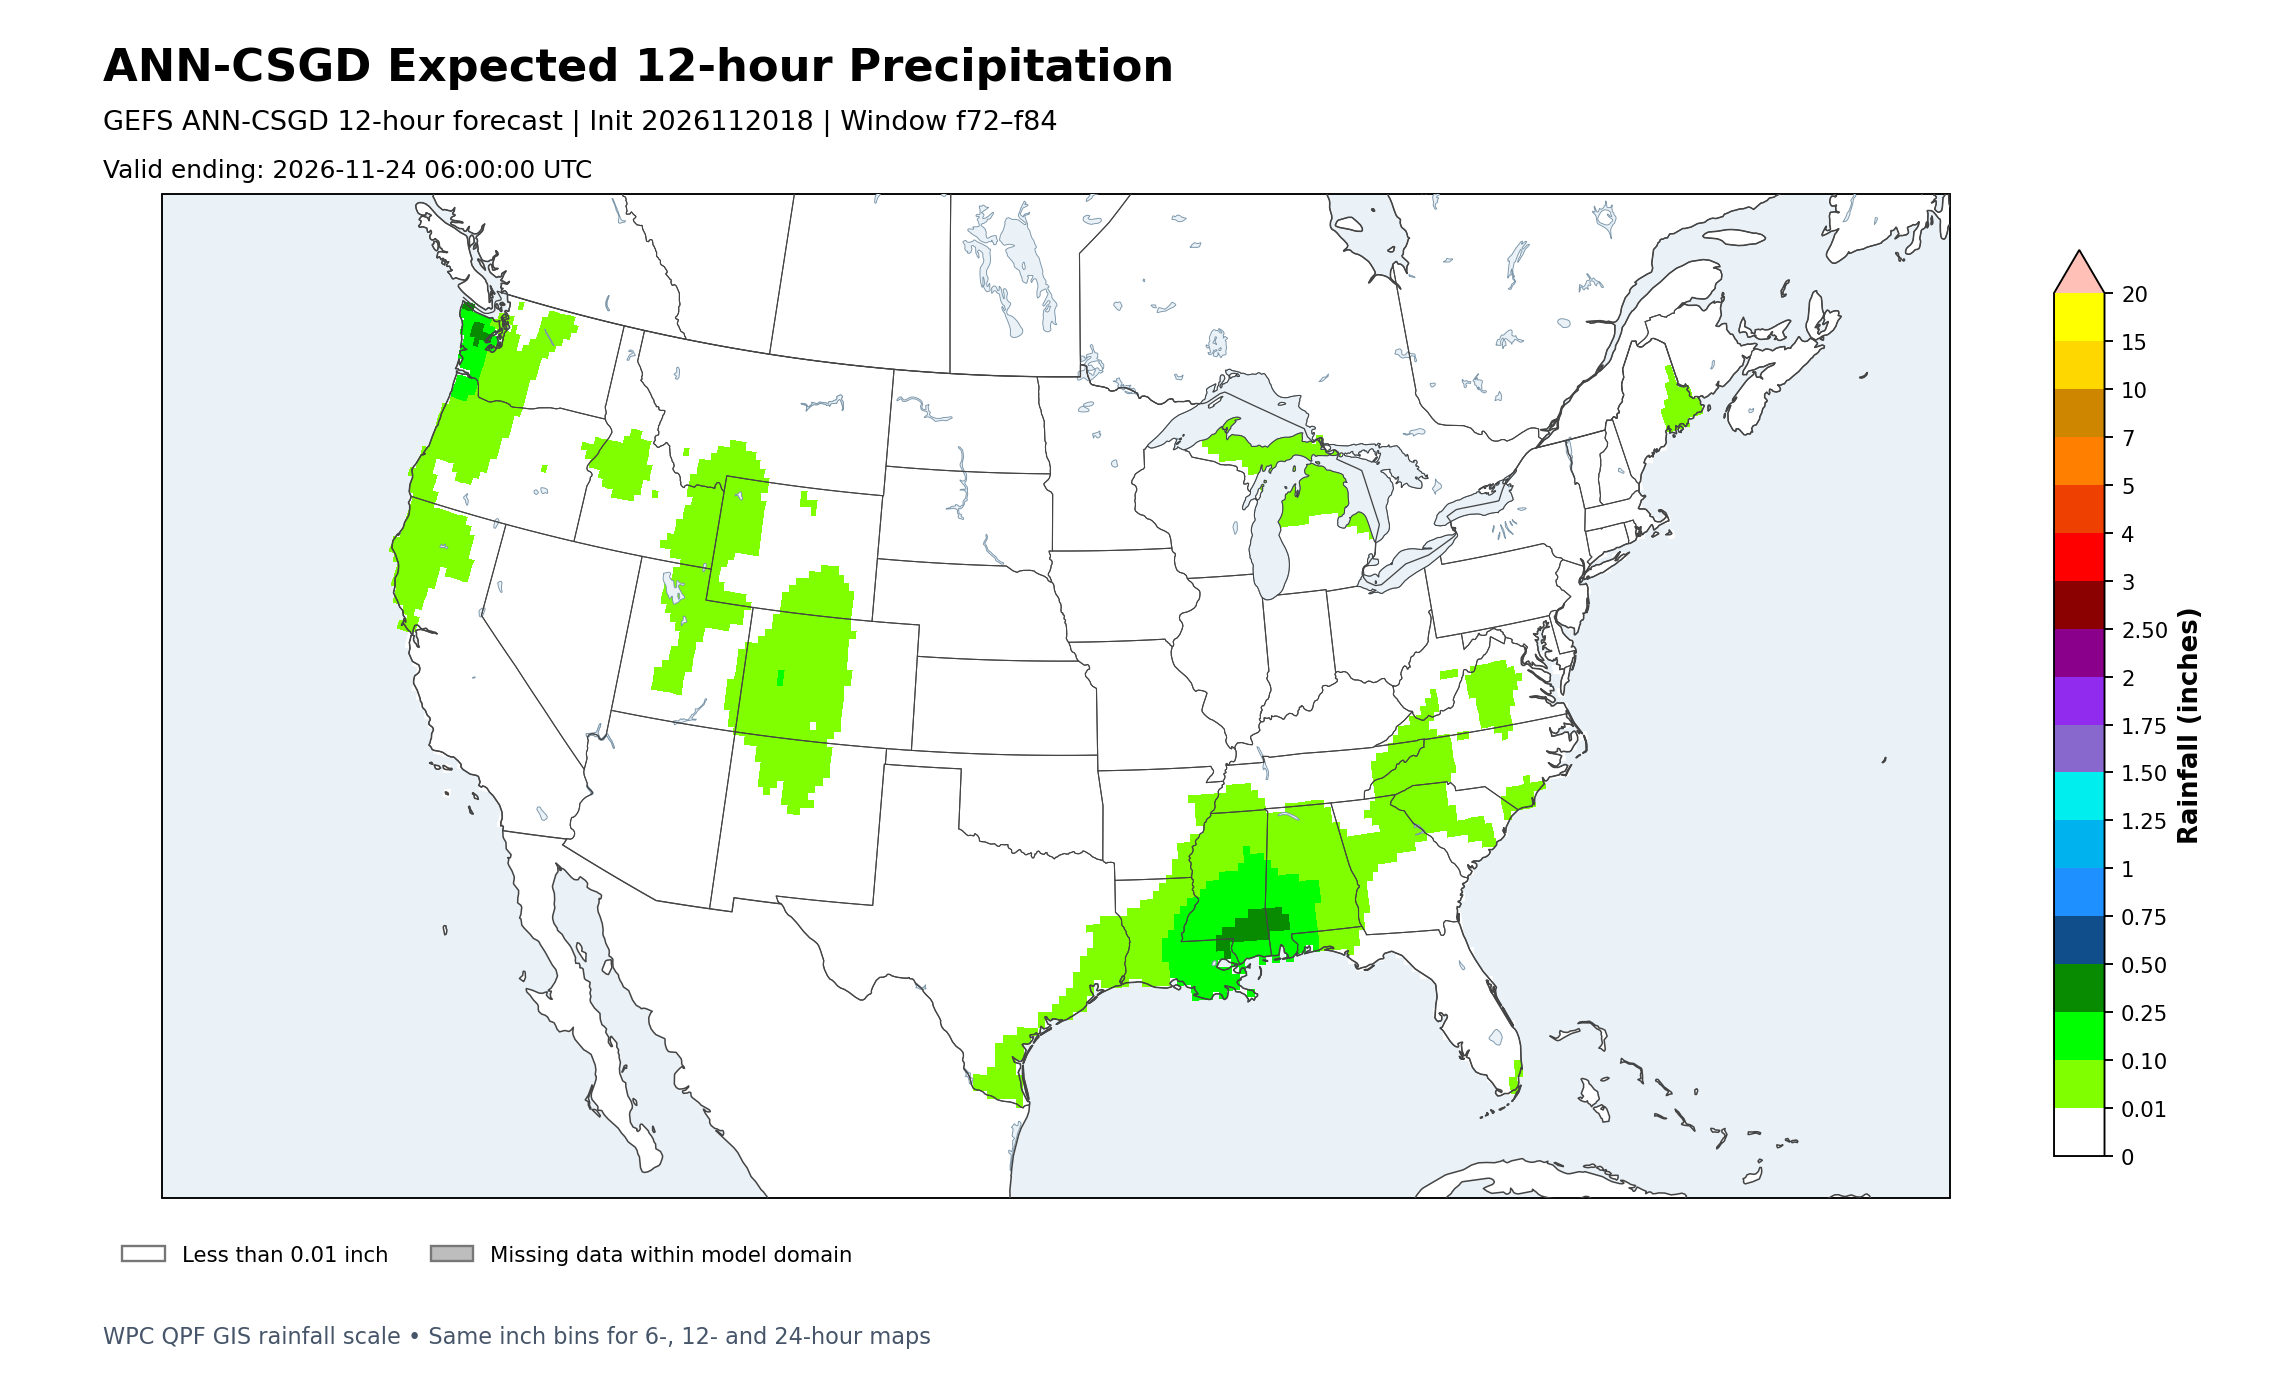 ANN-CSGD Expected 12-hour Precipitation
GEFS ANN-CSGD 12-hour forecast | Init 2026112018 | Window f72–f84
Valid ending: 2026-11-24 06:00:00 UTC
20
15
10
7
5
4
3
2.50
2
1.75
1.50
1.25
1
0.75
0.50
0.25
0.10
0.01
0
Rainfall (inches)
Less than 0.01 inch
Missing data within model domain
WPC QPF GIS rainfall scale • Same inch bins for 6-, 12- and 24-hour maps